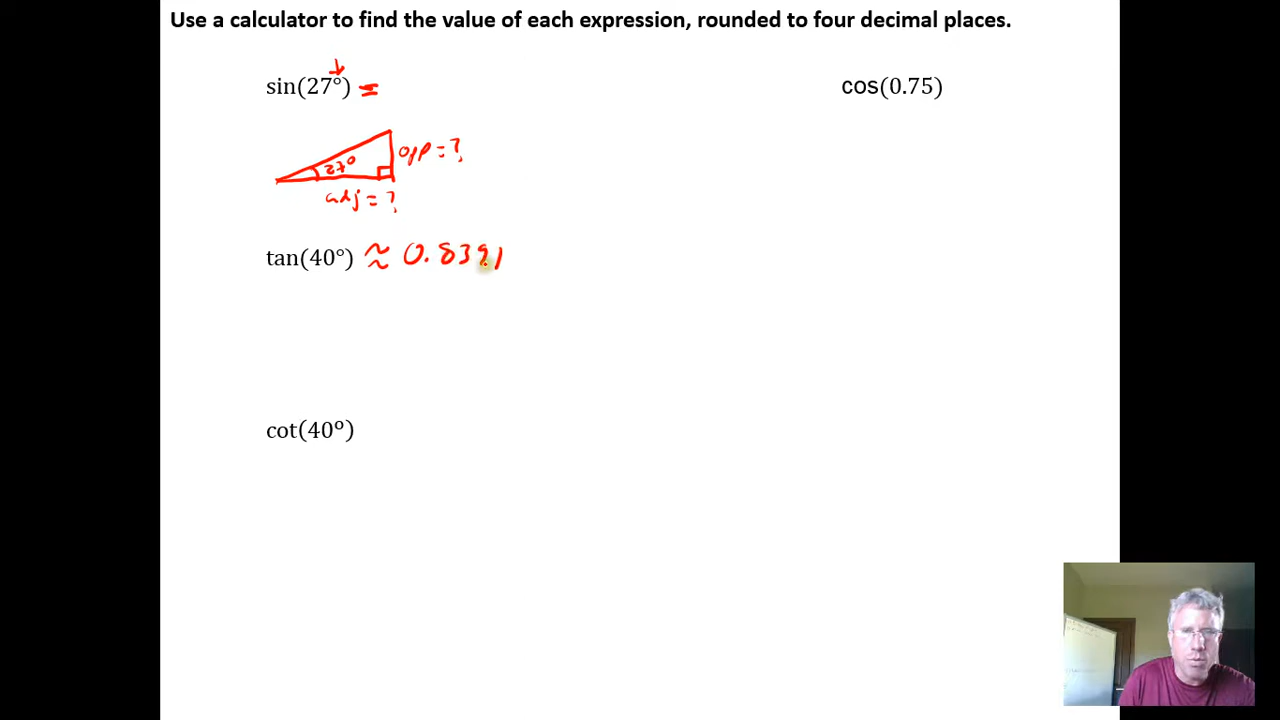 Use a calculator to find the value of each expression, rounded to four decimal places.
sin(27°) =
cos(0.75)
27°
opp = ?
adj = ?
tan(40°) ≈ 0.8391
cot(40°)